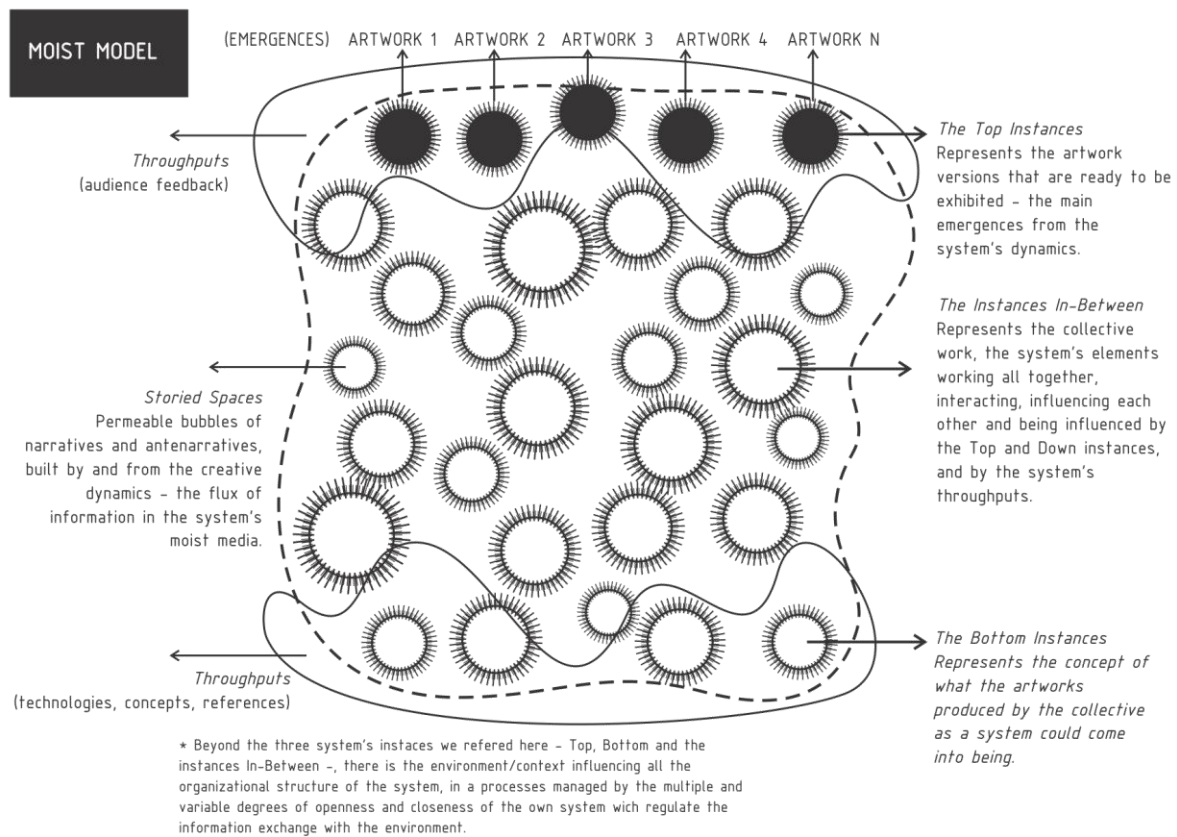 MOIST MODEL
(EMERGENCES) ARTWORK 1 ARTWORK 2 ARTWORK 3 ARTWORK 4 ARTWORK N
Throughputs
(audience feedback)
The Top Instances
Represents the artwork
versions that are ready to be
exhibited - the main
emergences from the
system's dynamics.
The Instances In-Between
Represents the collective
work, the system's elements
working all together,
interacting, influencing each
other and being influenced by
the Top and Down instances,
and by the system's
throughputs.
Storied Spaces
Permeable bubbles of
narratives and antenarratives,
built by and from the creative
dynamics - the flux of
information in the system's
moist media.
The Bottom Instances
Represents the concept of
what the artworks
produced by the collective
as a system could come
into being.
Throughputs
(technologies, concepts, references)
* Beyond the three system's instaces we refered here - Top, Bottom and the
instances In-Between -, there is the environment/context influencing all the
organizational structure of the system, in a processes managed by the multiple and
variable degrees of openness and closeness of the own system wich regulate the
information exchange with the environment.